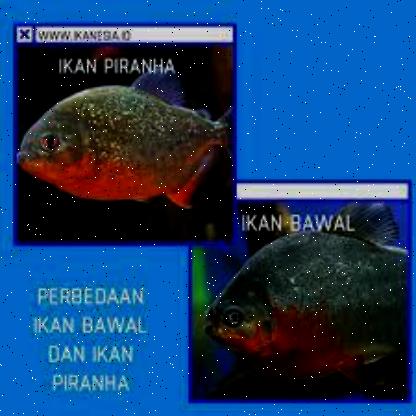 WWW.IKANESIA.ID
IKAN PIRANHA
IKAN BAWAL
PERBEDAAN
IKAN BAWAL
DAN IKAN
PIRANHA